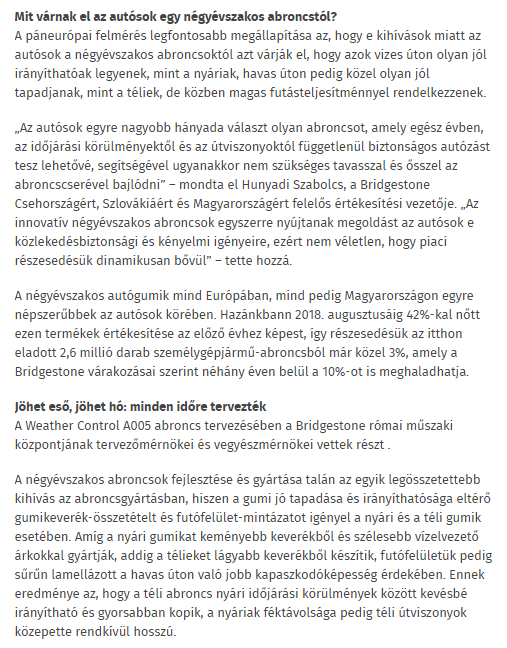 Mit várnak el az autósok egy négyévszakos abroncstól?
A páneurópai felmérés legfontosabb megállapítása az, hogy e kihívások miatt az
autósok a négyévszakos abroncsoktól azt várják el, hogy azok vizes úton olyan jól
irányíthatóak legyenek, mint a nyáriak, havas úton pedig közel olyan jól
tapadjanak, mint a téliek, de közben magas futásteljesítménnyel rendelkezzenek.
„Az autósok egyre nagyobb hányada választ olyan abroncsot, amely egész évben,
az időjárási körülményektől és az útviszonyoktól függetlenül biztonságos autózást
tesz lehetővé, segítségével ugyanakkor nem szükséges tavasszal és ősszel az
abroncscserével bajlódni” – mondta el Hunyadi Szabolcs, a Bridgestone
Csehországért, Szlovákiáért és Magyarországért felelős értékesítési vezetője. „Az
innovatív négyévszakos abroncsok egyszerre nyújtanak megoldást az autósok e
közlekedésbiztonsági és kényelmi igényeire, ezért nem véletlen, hogy piaci
részesedésük dinamikusan bővül” – tette hozzá.
A négyévszakos autógumik mind Európában, mind pedig Magyarországon egyre
népszerűbbek az autósok körében. Hazánkbann 2018. augusztusáig 42%-kal nőtt
ezen termékek értékesítése az előző évhez képest, így részesedésük az itthon
eladott 2,6 millió darab személygépjármű-abroncsból már közel 3%, amely a
Bridgestone várakozásai szerint néhány éven belül a 10%-ot is meghaladhatja.
Jöhet eső, jöhet hó: minden időre tervezték
A Weather Control A005 abroncs tervezésében a Bridgestone római műszaki
központjának tervezőmérnökei és vegyészmérnökei vettek részt .
A négyévszakos abroncsok fejlesztése és gyártása talán az egyik legösszetettebb
kihívás az abroncsgyártásban, hiszen a gumi jó tapadása és irányíthatósága eltérő
gumikeverék-összetételt és futófelület-mintázatot igényel a nyári és a téli gumik
esetében. Amíg a nyári gumikat keményebb keverékből és szélesebb vízelvezető
árkokkal gyártják, addig a télieket lágyabb keverékből készítik, futófelületük pedig
sűrűn lamellázott a havas úton való jobb kapaszkodóképesség érdekében. Ennek
eredménye az, hogy a téli abroncs nyári időjárási körülmények között kevésbé
irányítható és gyorsabban kopik, a nyáriak féktávolsága pedig téli útviszonyok
közepette rendkívül hosszú.